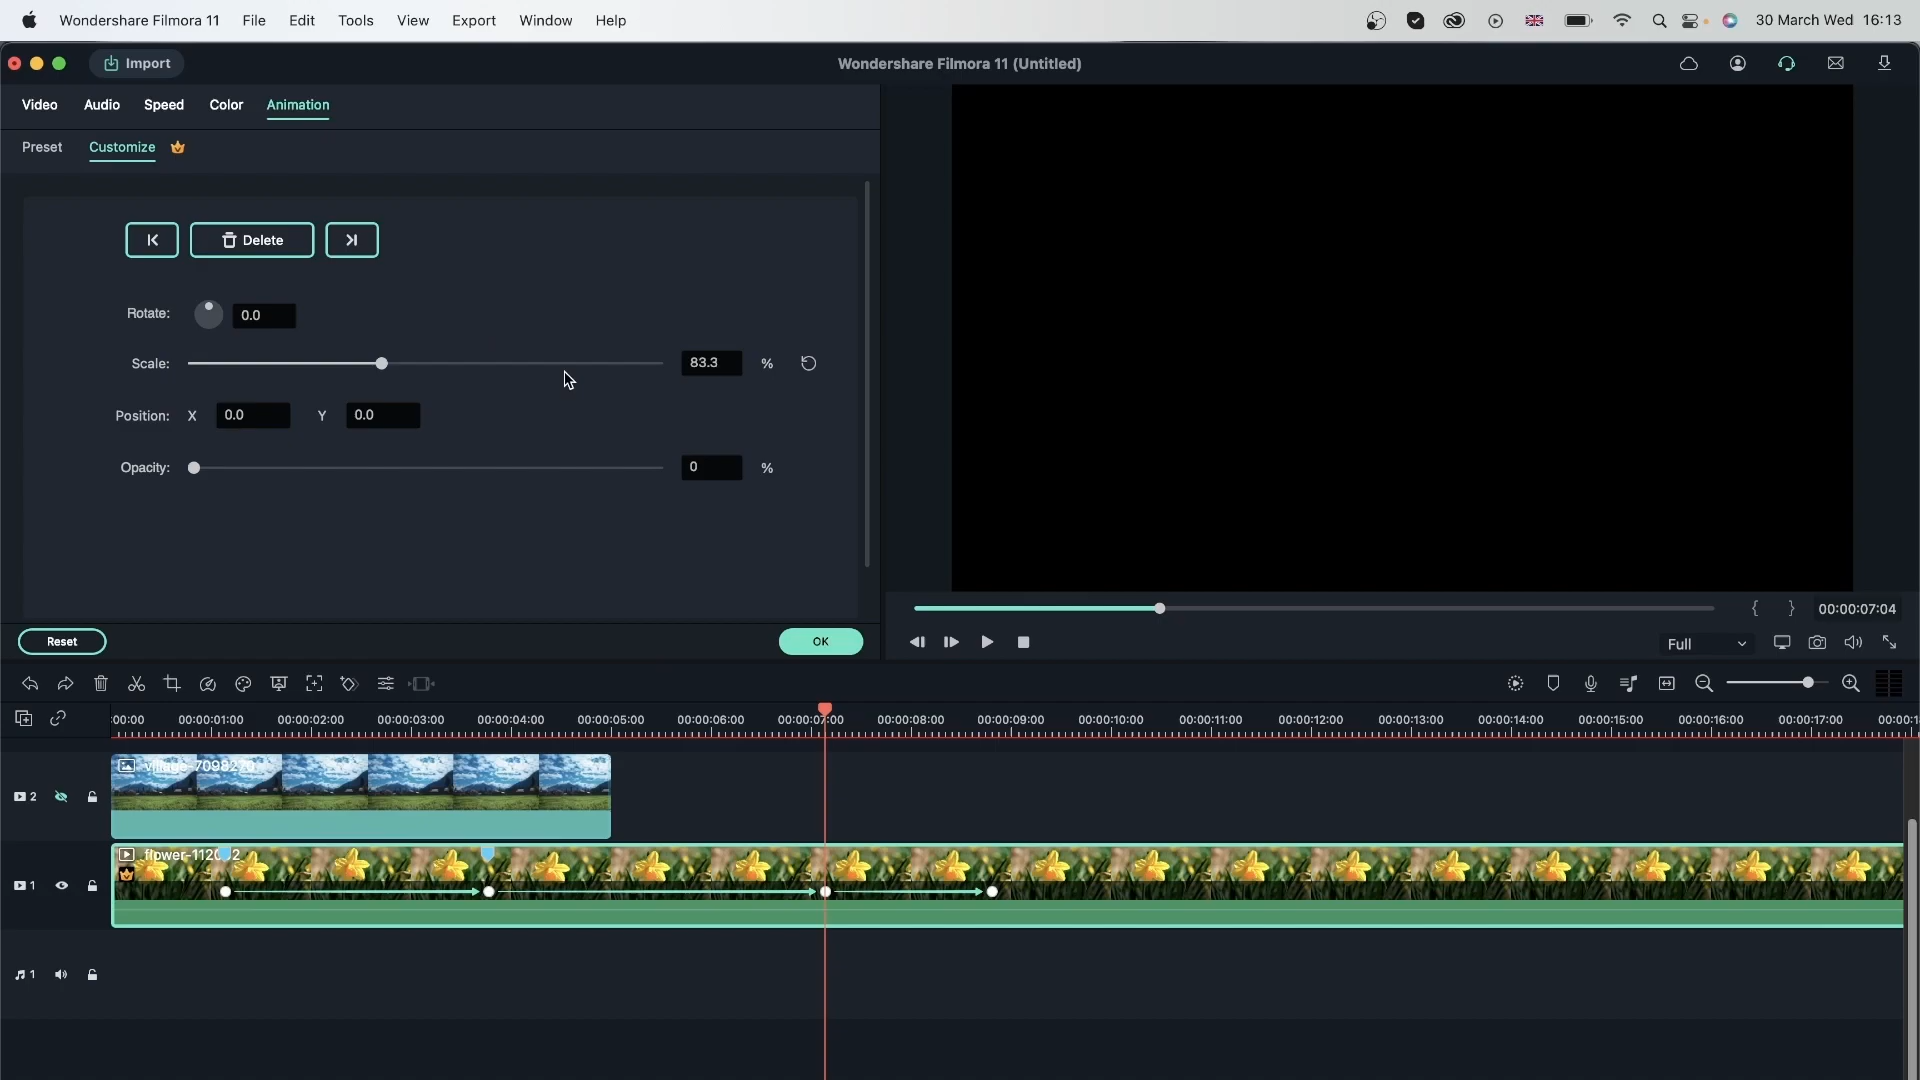 Wondershare Filmora 11 File Edit Tools View Export Window Help 30 March Wed 16:13
Import Wondershare Filmora 11 (Untitled)
Video Audio Speed Color Animation
Preset Customize
Delete
Rotate: 0.0
Scale: 83.3 %
Position: X 0.0 Y 0.0
Opacity: 0 %
{ } 00:00:07:04
Reset OK
Full
:00:00 00:00:01:00 00:00:02:00 00:00:03:00 00:00:04:00 00:00:05:00 00:00:06:00 00:00:07:00 00:00:08:00 00:00:09:00 00:00:10:00 00:00:11:00 00:00:12:00 00:00:13:00 00:00:14:00 00:00:15:00 00:00:16:00 00:00:17:00 00:00:1
village-7098270
2
1
1